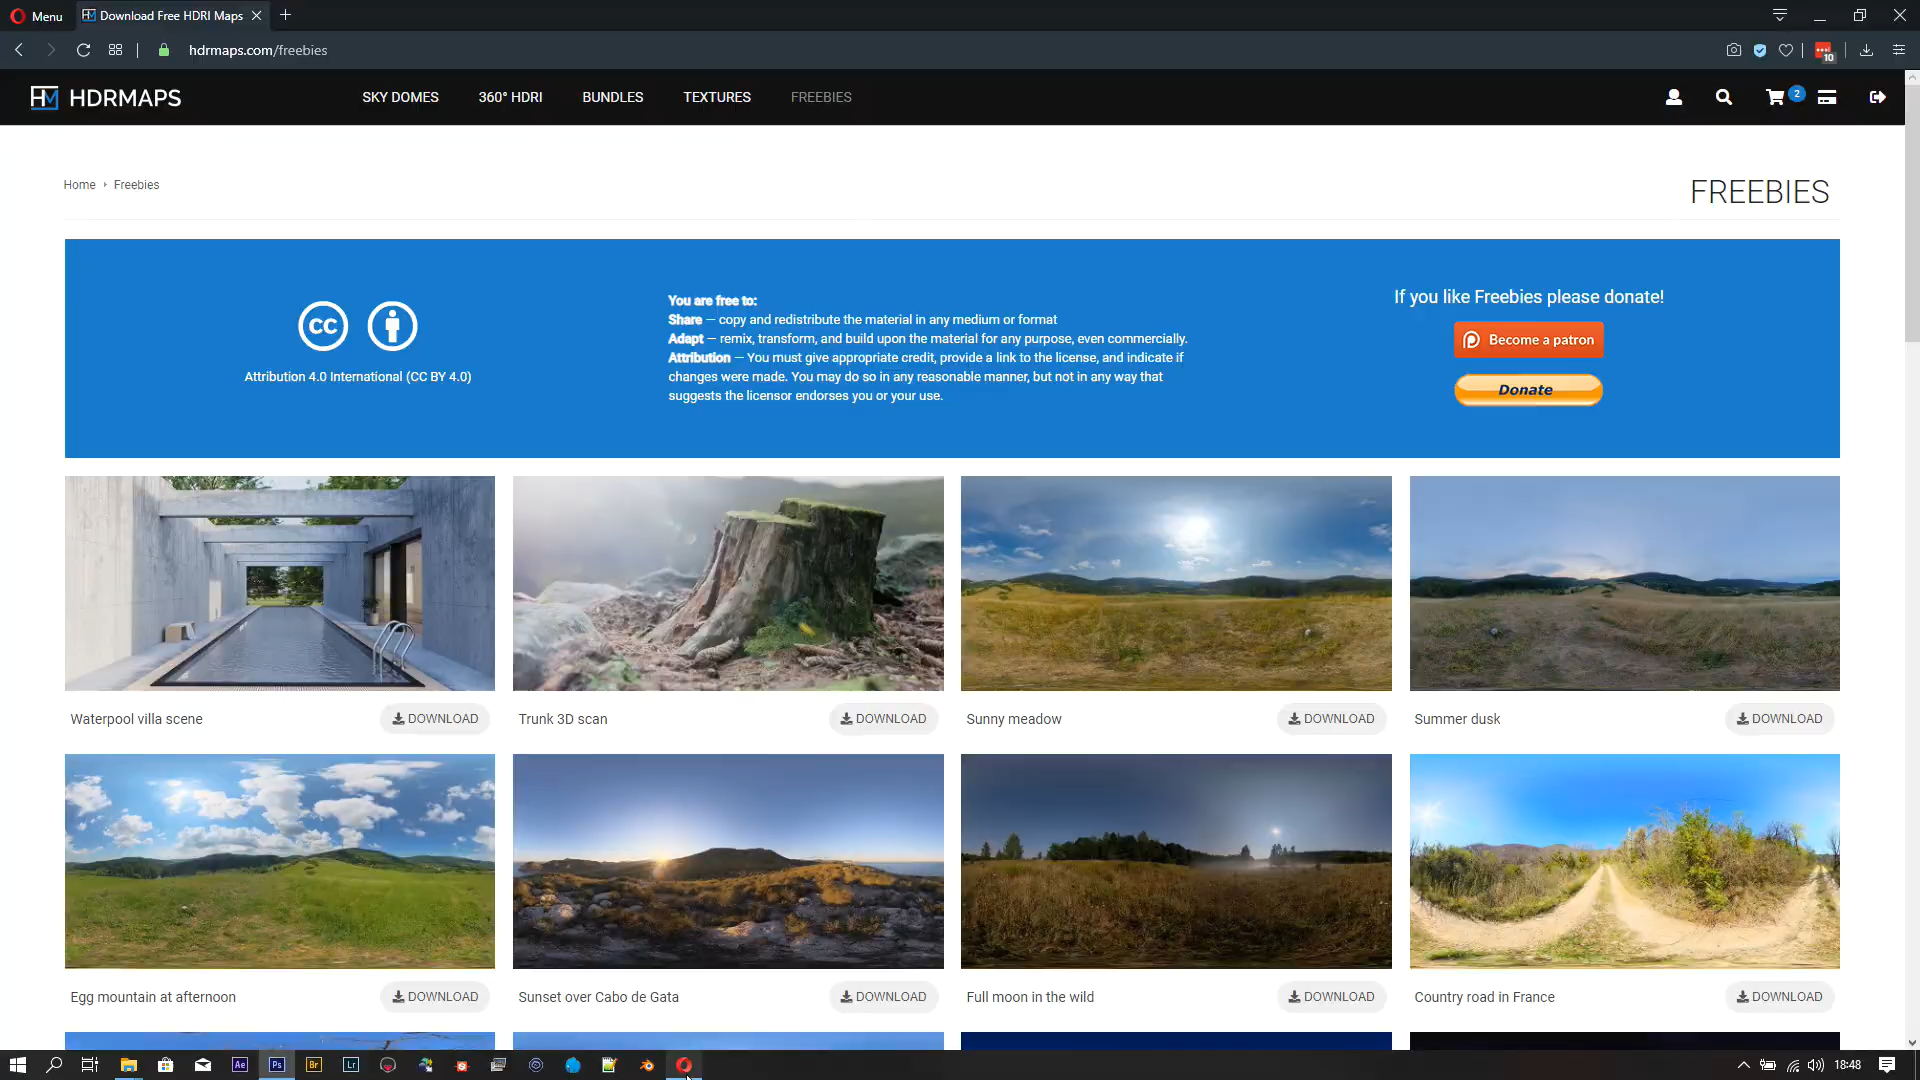 Menu
Download Free HDRI Maps
hdrmaps.com/freebies
10
HM HDRMAPS
SKY DOMES
360° HDRI
BUNDLES
TEXTURES
FREEBIES
2
Home
Freebies
FREEBIES
cc
Attribution 4.0 International (CC BY 4.0)
You are free to:
Share — copy and redistribute the material in any medium or format
Adapt — remix, transform, and build upon the material for any purpose, even commercially.
Attribution — You must give appropriate credit, provide a link to the license, and indicate if
changes were made. You may do so in any reasonable manner, but not in any way that
suggests the licensor endorses you or your use.
If you like Freebies please donate!
Become a patron
Donate
Waterpool villa scene
DOWNLOAD
Trunk 3D scan
DOWNLOAD
Sunny meadow
DOWNLOAD
Summer dusk
DOWNLOAD
Egg mountain at afternoon
DOWNLOAD
Sunset over Cabo de Gata
DOWNLOAD
Full moon in the wild
DOWNLOAD
Country road in France
DOWNLOAD
Ae
Ps
Br
Lr
18:48